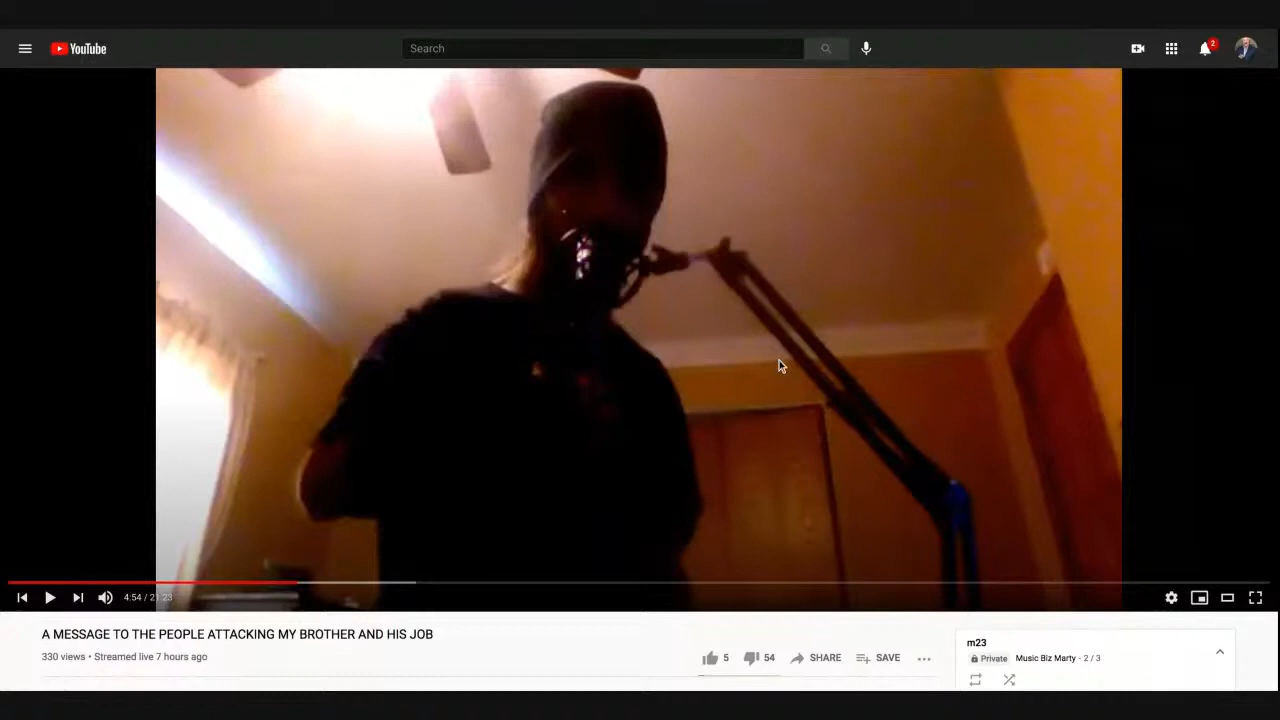 YouTube
Search
2
4:54 / 21:23
A MESSAGE TO THE PEOPLE ATTACKING MY BROTHER AND HIS JOB
330 views • Streamed live 7 hours ago
5
54
SHARE
SAVE
m23
Private
Music Biz Marty - 2 / 3